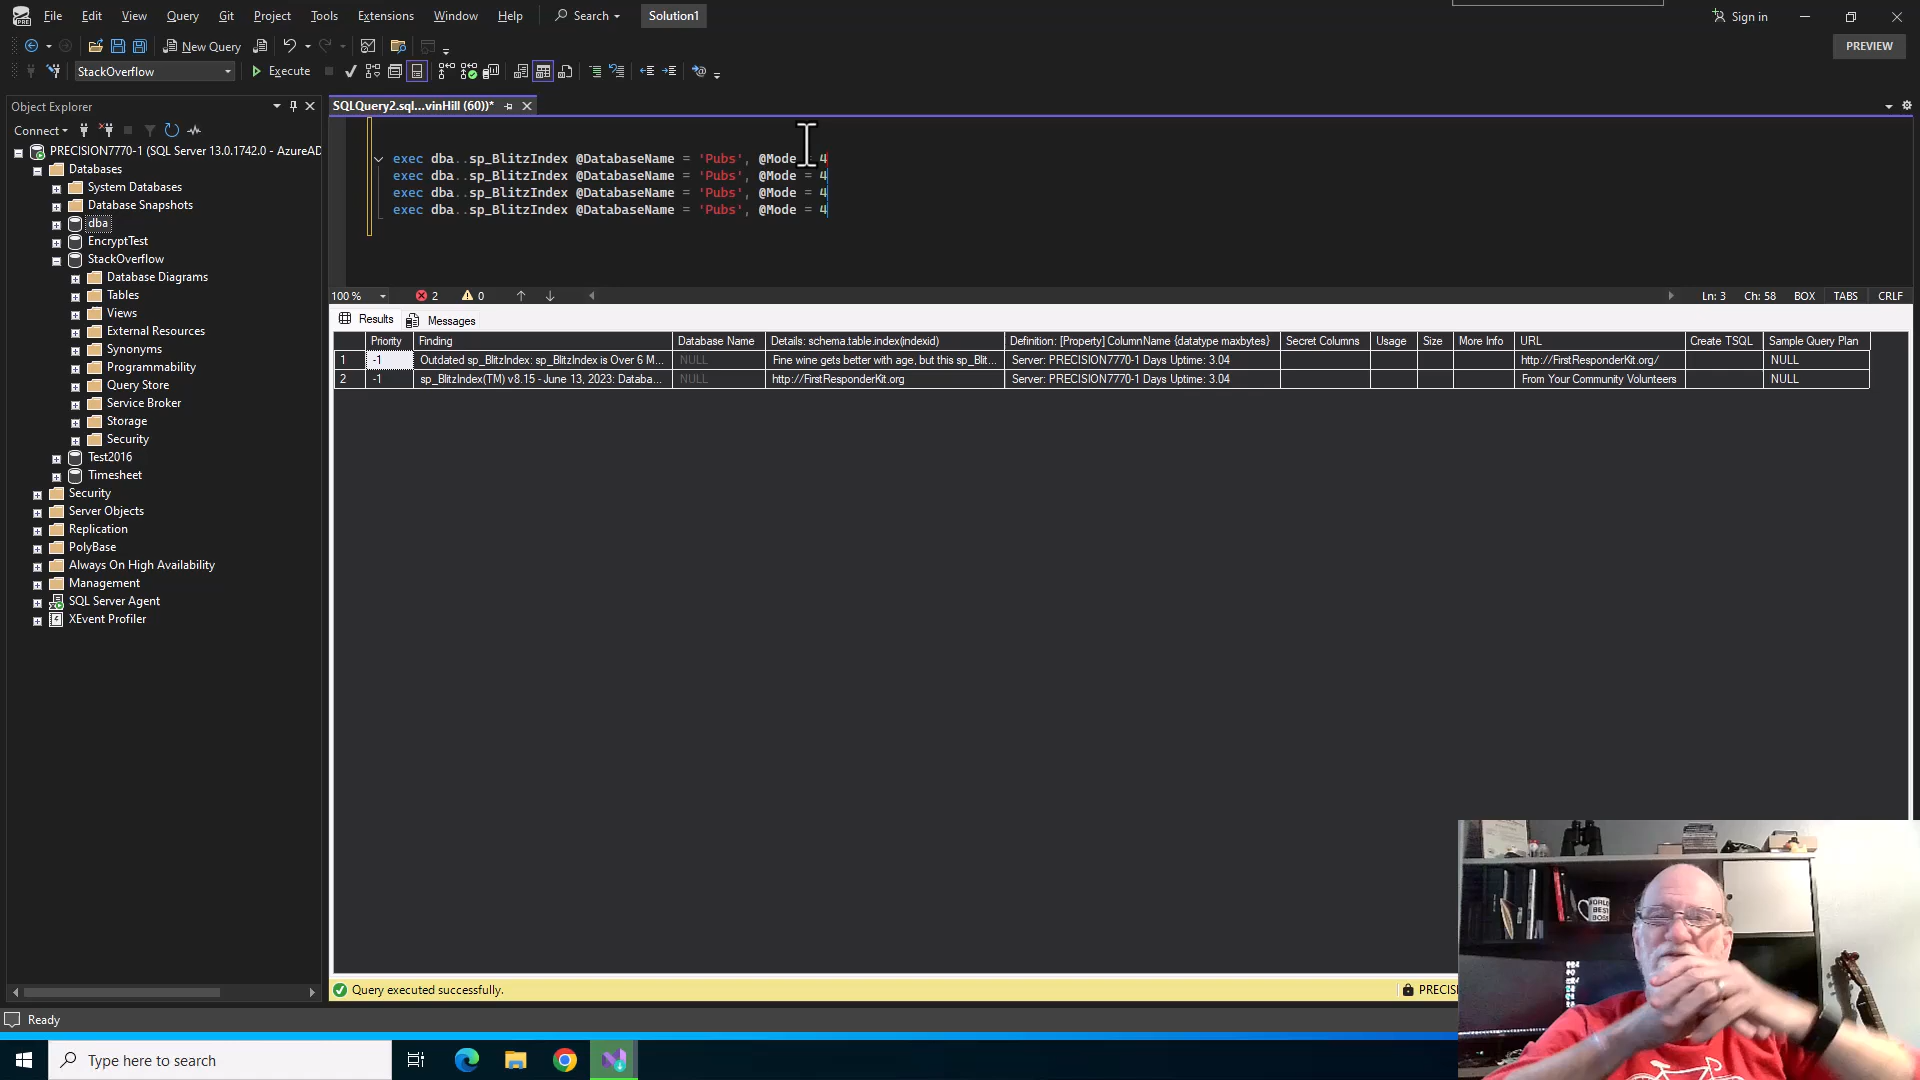 File Edit View Query Git Project Tools Extensions Window Help Search Solution1 Sign in
New Query PREVIEW
StackOverflow Execute
Object Explorer
Connect
PRECISION7770-1 (SQL Server 13.0.1742.0 - AzureAD
Databases
System Databases
Database Snapshots
dba
EncryptTest
StackOverflow
Database Diagrams
Tables
Views
External Resources
Synonyms
Programmability
Query Store
Service Broker
Storage
Security
Test2016
Timesheet
Security
Server Objects
Replication
PolyBase
Always On High Availability
Management
SQL Server Agent
XEvent Profiler
SQLQuery2.sql...vinHill (60))*
exec dba..sp_BlitzIndex @DatabaseName = 'Pubs', @Mode = 4
exec dba..sp_BlitzIndex @DatabaseName = 'Pubs', @Mode = 4
exec dba..sp_BlitzIndex @DatabaseName = 'Pubs', @Mode = 4
exec dba..sp_BlitzIndex @DatabaseName = 'Pubs', @Mode = 4
100 % 2 0 Ln: 3 Ch: 58 BOX TABS CRLF
Results Messages
Priority Finding Database Name Details: schema.table.index(indexid) Definition: [Property] ColumnName {datatype maxbytes} Secret Columns Usage Size More Info URL Create TSQL Sample Query Plan
1 -1 Outdated sp_BlitzIndex: sp_BlitzIndex is Over 6 M... NULL Fine wine gets better with age, but this sp_Blit... Server: PRECISION7770-1 Days Uptime: 3.04 http://FirstResponderKit.org/ NULL
2 -1 sp_BlitzIndex(TM) v8.15 - June 13, 2023: Databa... NULL http://FirstResponderKit.org Server: PRECISION7770-1 Days Uptime: 3.04 From Your Community Volunteers NULL
WORLD
BEST
BOSS
Query executed successfully. PRECIS
Ready
Type here to search